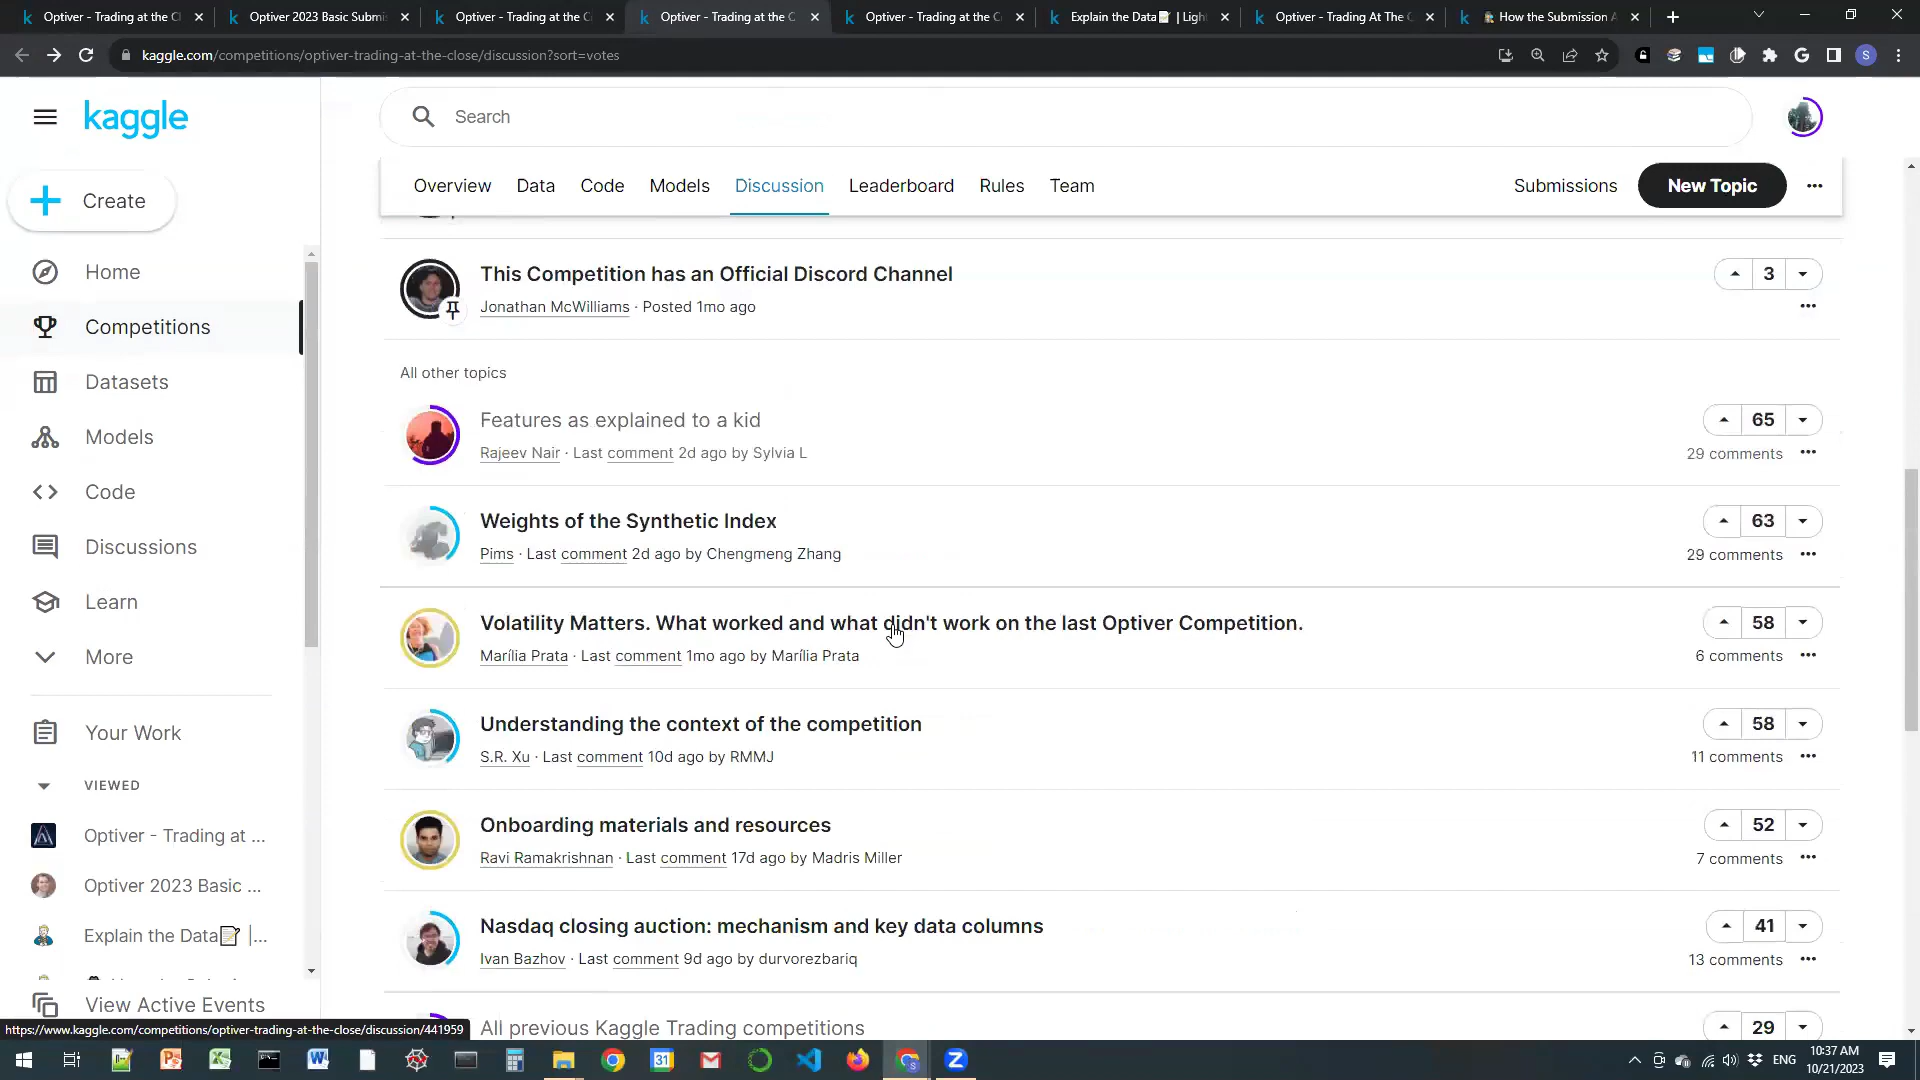 Optiver - Trading at the Cl
Optiver 2023 Basic Submis
Optiver - Trading at the C
Optiver - Trading at the C
Optiver - Trading at the C
Explain the Data📝 | Ligh
Optiver - Trading At The C
How the Submission A
kaggle.com/competitions/optiver-trading-at-the-close/discussion?sort=votes
S
kaggle
Search
Create
Overview
Data
Code
Models
Discussion
Leaderboard
Rules
Team
Submissions
New Topic
Home
Competitions
Datasets
Models
Code
Discussions
Learn
More
Your Work
VIEWED
Optiver - Trading at ...
Optiver 2023 Basic ...
Explain the Data📝 |...
View Active Events
This Competition has an Official Discord Channel
Jonathan McWilliams · Posted 1mo ago
3
All other topics
Features as explained to a kid
Rajeev Nair · Last comment 2d ago by Sylvia L
65
29 comments
Weights of the Synthetic Index
Pims · Last comment 2d ago by Chengmeng Zhang
63
29 comments
Volatility Matters. What worked and what didn't work on the last Optiver Competition.
Marília Prata · Last comment 1mo ago by Marília Prata
58
6 comments
Understanding the context of the competition
S.R. Xu · Last comment 10d ago by RMMJ
58
11 comments
Onboarding materials and resources
Ravi Ramakrishnan · Last comment 17d ago by Madris Miller
52
7 comments
Nasdaq closing auction: mechanism and key data columns
Ivan Bazhov · Last comment 9d ago by durvorezbariq
41
13 comments
All previous Kaggle Trading competitions
29
https://www.kaggle.com/competitions/optiver-trading-at-the-close/discussion/441959
ENG
10:37 AM
10/21/2023